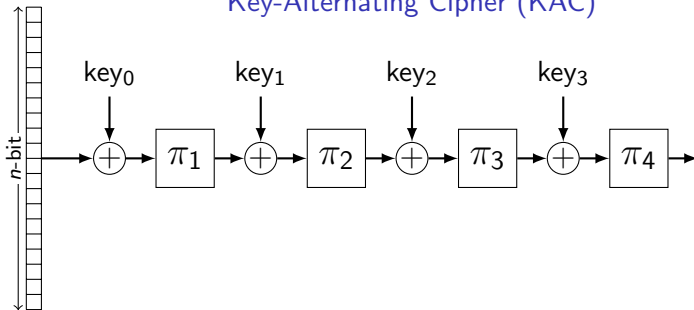 Key-Alternating Cipher (KAC)
key₀ key₁ key₂ key₃
n-bit
π₁ π₂ π₃ π₄